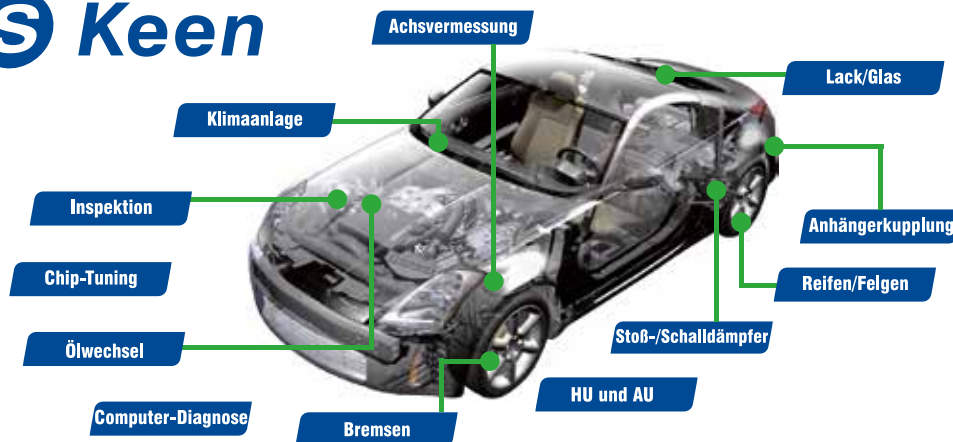 S Keen
Achsvermessung
Lack/Glas
Klimaanlage
Inspektion
Anhängerkupplung
Chip-Tuning
Reifen/Felgen
Ölwechsel
Stoß-/Schalldämpfer
HU und AU
Computer-Diagnose
Bremsen